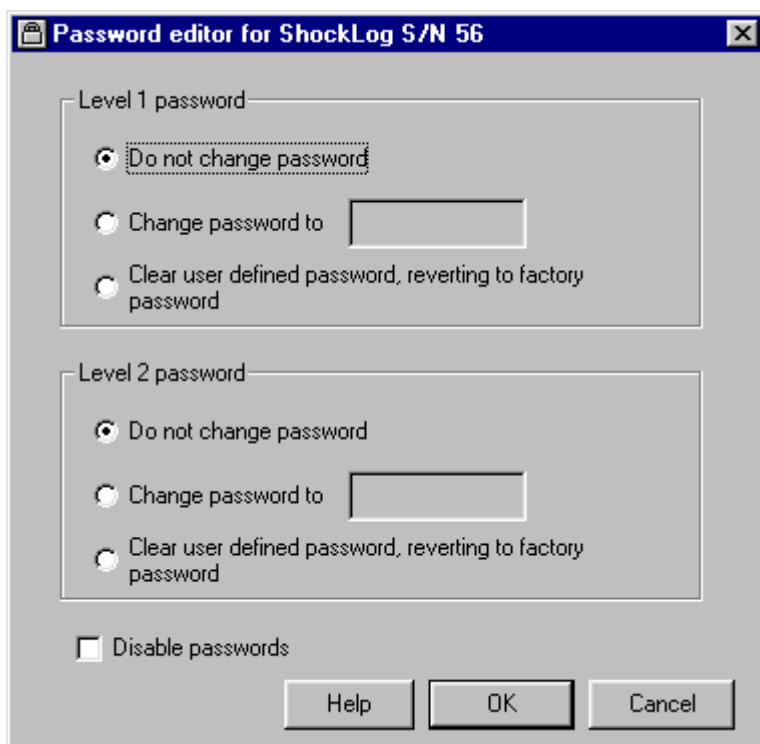 Password editor for ShockLog S/N 56
Level 1 password
Do not change password
Change password to
Clear user defined password, reverting to factory
password
Level 2 password
Do not change password
Change password to
Clear user defined password, reverting to factory
password
Disable passwords
Help OK Cancel